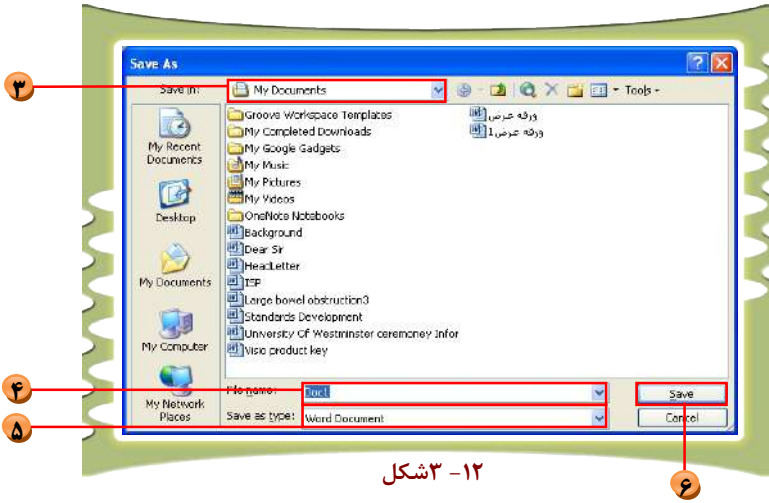 Save As
۳
Save in:
My Documents
Tools
My Recent
Documents
Desktop
My Documents
My Computer
My Network
Places
Groove Workspace Templates
My Completed Downloads
My Google Gadgets
My Music
My Pictures
My Videos
OneNote Notebooks
Background
Dear Sir
HeadLetter
ISP
Large bowel obstruction3
Standards Development
University Of Westminster ceremoney Infor
Visio product key
ورقه عرض
ورقه عرض1
۴
File name:
Doc1
Save
۵
Save as type:
Word Document
Cancel
۶
۱۲- ۳شکل